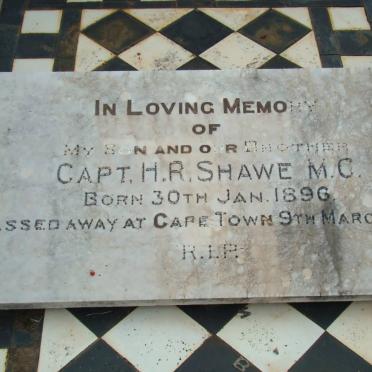 IN LOVING MEMORY
OF
MY SON AND OUR BROTHER
CAPT. H.R. SHAWE M.C.
BORN 30TH JAN. 1896.
ASSED AWAY AT CAPE TOWN 9TH MARC
R.I.P.